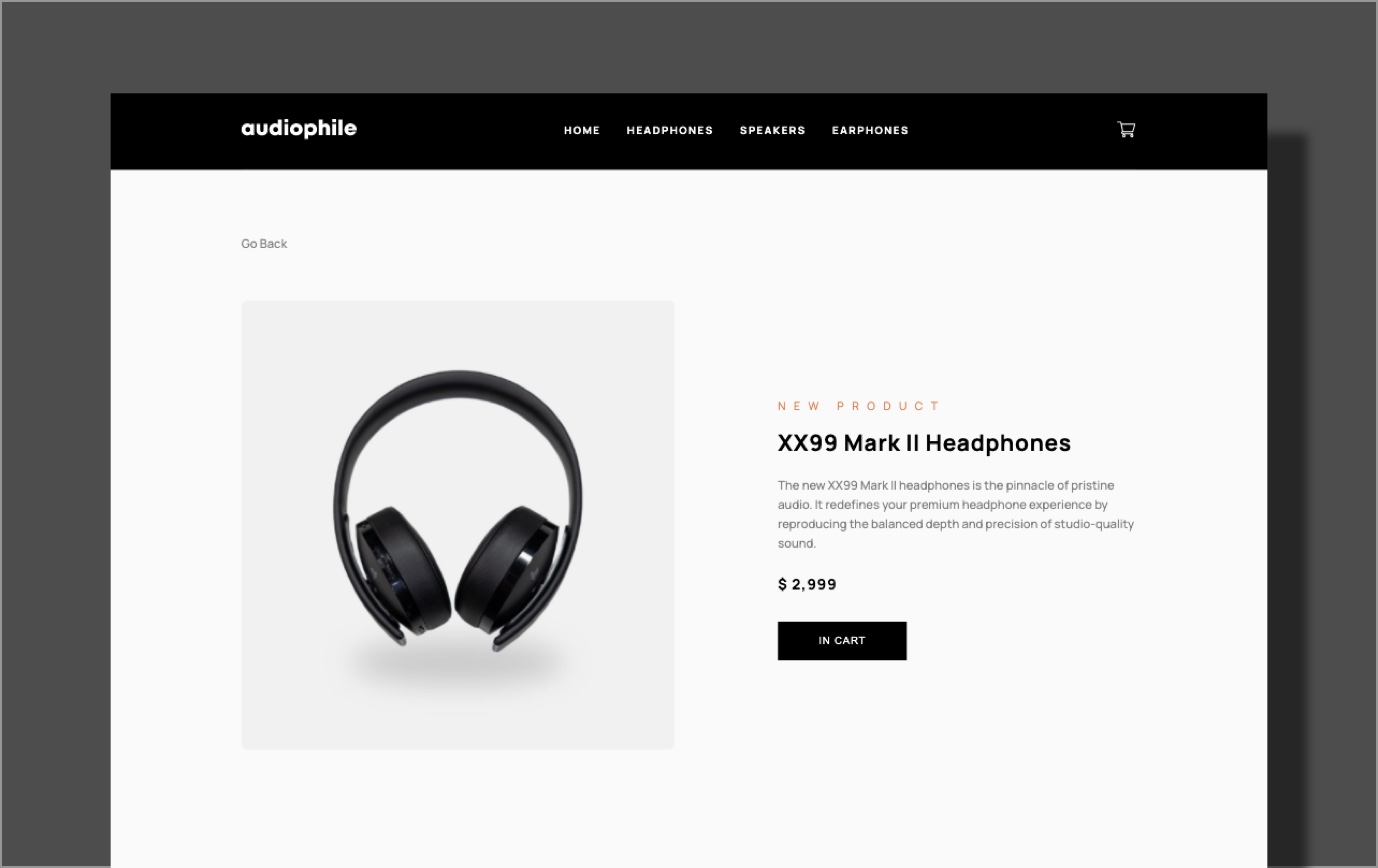 audiophile
HOME HEADPHONES SPEAKERS EARPHONES
Go Back
NEW PRODUCT
XX99 Mark II Headphones
The new XX99 Mark II headphones is the pinnacle of pristine
audio. It redefines your premium headphone experience by
reproducing the balanced depth and precision of studio-quality
sound.
$ 2,999
IN CART